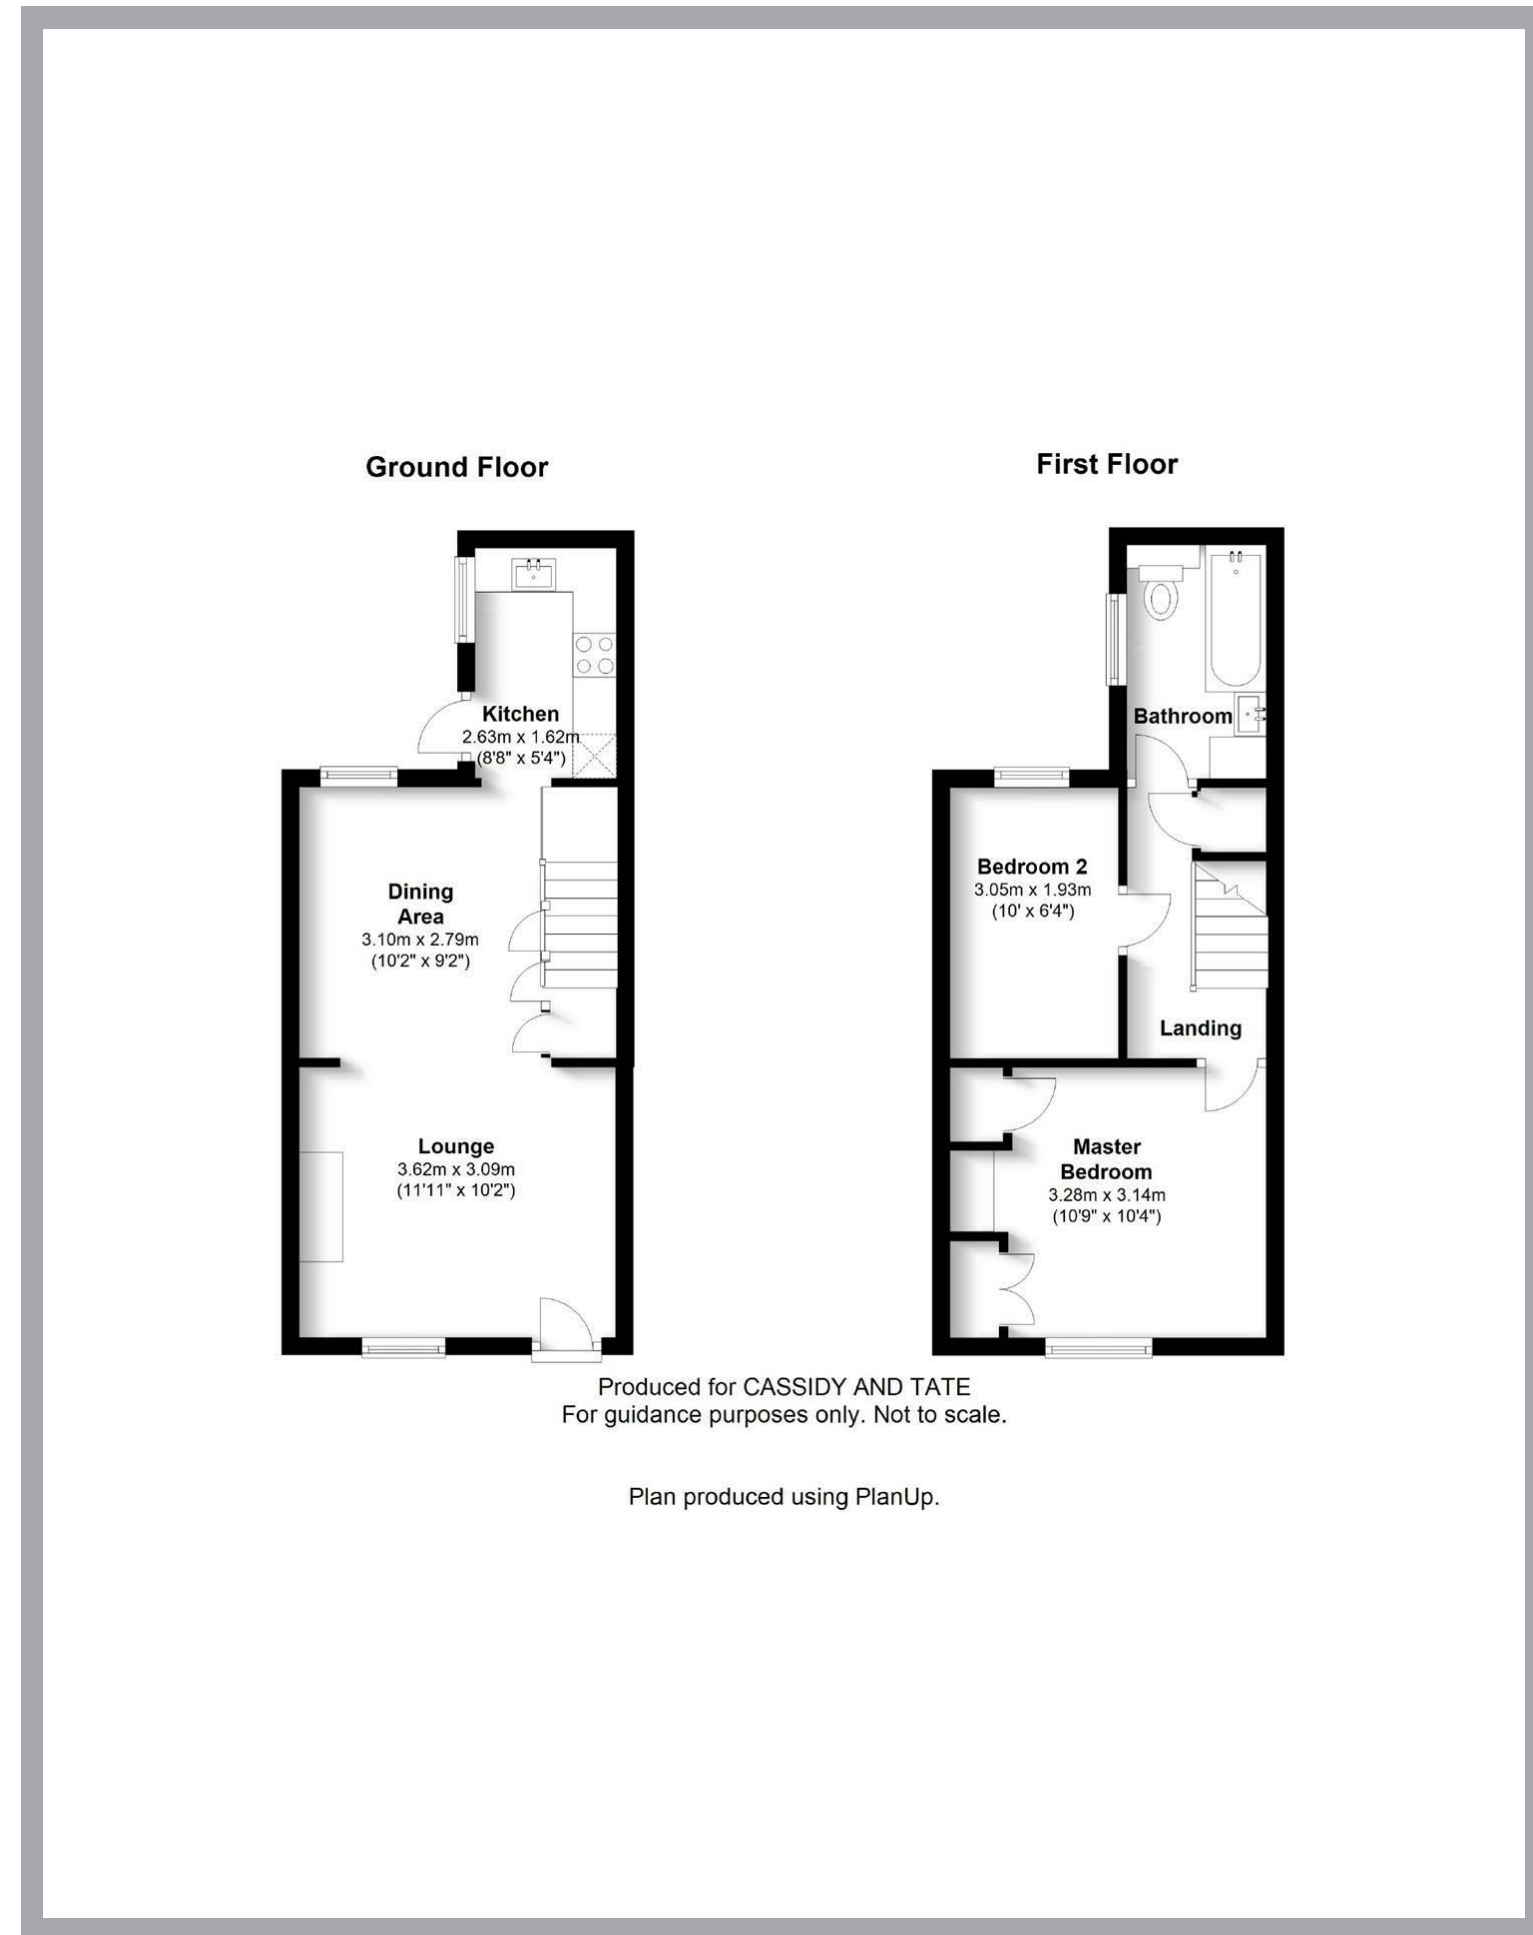 Ground Floor
Kitchen
2.63m x 1.62m
(8'8" x 5'4")
Dining
Area
3.10m x 2.79m
(10'2" x 9'2")
Lounge
3.62m x 3.09m
(11'11" x 10'2")
First Floor
Bathroom
Bedroom 2
3.05m x 1.93m
(10' x 6'4")
Landing
Master
Bedroom
3.28m x 3.14m
(10'9" x 10'4")
Produced for CASSIDY AND TATE
For guidance purposes only. Not to scale.
Plan produced using PlanUp.